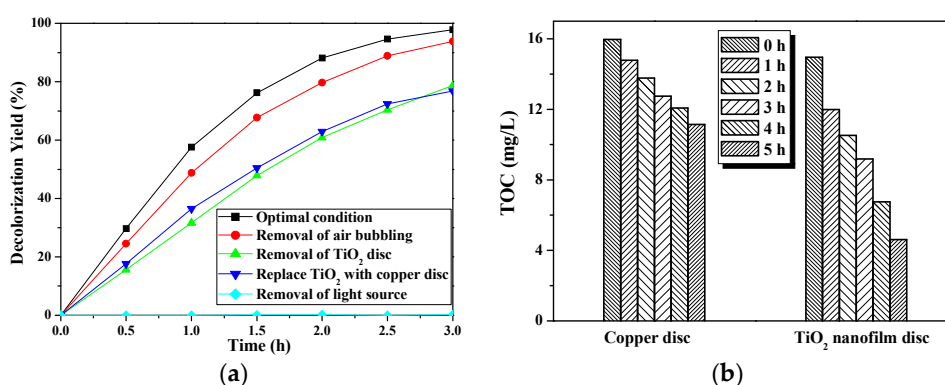 100
80
60
40
20
0
Decolorization Yield (%)
Optimal condition
Removal of air bubbling
Removal of TiO₂ disc
Replace TiO₂ with copper disc
Removal of light source
0.0 0.5 1.0 1.5 2.0 2.5 3.0
Time (h)
(a)
16
12
8
4
0
TOC (mg/L)
0 h
1 h
2 h
3 h
4 h
5 h
Copper disc TiO₂ nanofilm disc
(b)